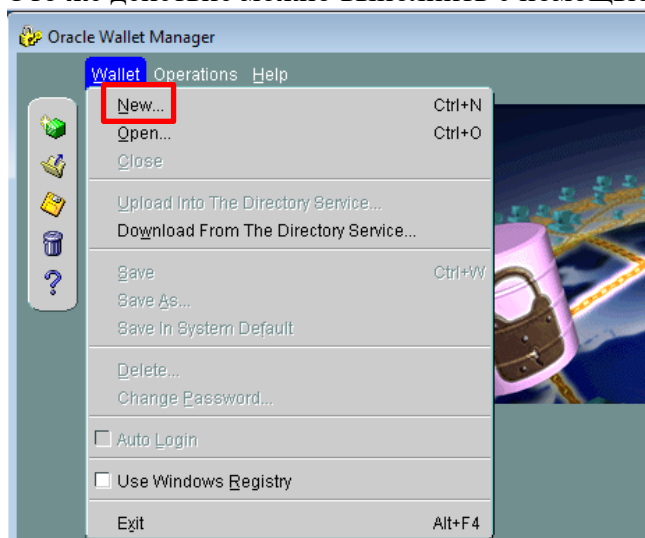 Oracle Wallet Manager
Wallet Operations Help
New... Ctrl+N
Open... Ctrl+O
Close
Upload Into The Directory Service...
Download From The Directory Service...
Save Ctrl+W
Save As...
Save In System Default
Delete...
Change Password...
Auto Login
Use Windows Registry
Exit Alt+F4